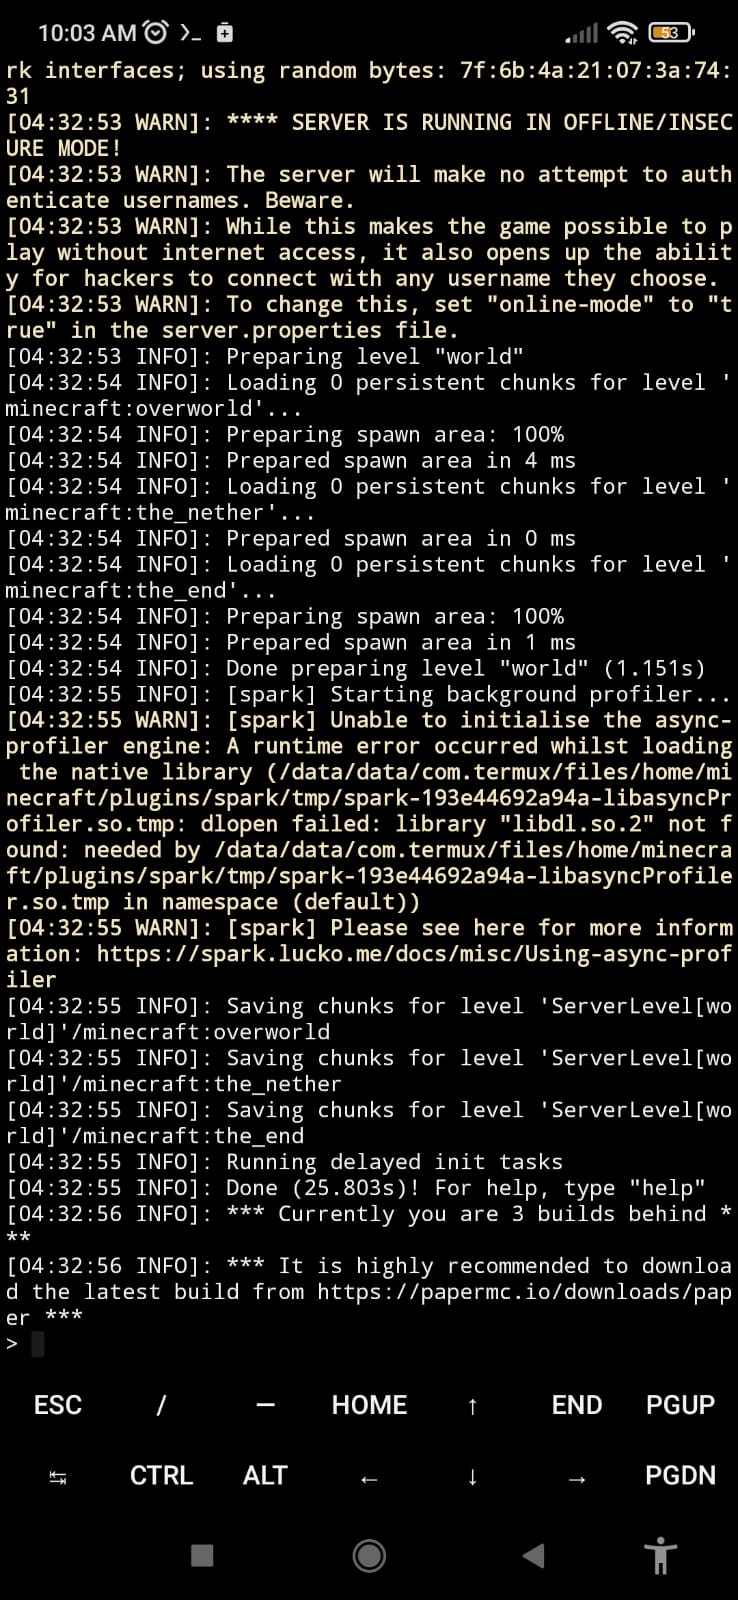 10:03 AM >_ 53
rk interfaces; using random bytes: 7f:6b:4a:21:07:3a:74:
31
[04:32:53 WARN]: **** SERVER IS RUNNING IN OFFLINE/INSEC
URE MODE!
[04:32:53 WARN]: The server will make no attempt to auth
enticate usernames. Beware.
[04:32:53 WARN]: While this makes the game possible to p
lay without internet access, it also opens up the abilit
y for hackers to connect with any username they choose.
[04:32:53 WARN]: To change this, set "online-mode" to "t
rue" in the server.properties file.
[04:32:53 INFO]: Preparing level "world"
[04:32:54 INFO]: Loading 0 persistent chunks for level '
minecraft:overworld'...
[04:32:54 INFO]: Preparing spawn area: 100%
[04:32:54 INFO]: Prepared spawn area in 4 ms
[04:32:54 INFO]: Loading 0 persistent chunks for level '
minecraft:the_nether'...
[04:32:54 INFO]: Prepared spawn area in 0 ms
[04:32:54 INFO]: Loading 0 persistent chunks for level '
minecraft:the_end'...
[04:32:54 INFO]: Preparing spawn area: 100%
[04:32:54 INFO]: Prepared spawn area in 1 ms
[04:32:54 INFO]: Done preparing level "world" (1.151s)
[04:32:55 INFO]: [spark] Starting background profiler...
[04:32:55 WARN]: [spark] Unable to initialise the async-
profiler engine: A runtime error occurred whilst loading
 the native library (/data/data/com.termux/files/home/mi
necraft/plugins/spark/tmp/spark-193e44692a94a-libasyncPr
ofiler.so.tmp: dlopen failed: library "libdl.so.2" not f
ound: needed by /data/data/com.termux/files/home/minecra
ft/plugins/spark/tmp/spark-193e44692a94a-libasyncProfile
r.so.tmp in namespace (default))
[04:32:55 WARN]: [spark] Please see here for more inform
ation: https://spark.lucko.me/docs/misc/Using-async-prof
iler
[04:32:55 INFO]: Saving chunks for level 'ServerLevel[wo
rld]'/minecraft:overworld
[04:32:55 INFO]: Saving chunks for level 'ServerLevel[wo
rld]'/minecraft:the_nether
[04:32:55 INFO]: Saving chunks for level 'ServerLevel[wo
rld]'/minecraft:the_end
[04:32:55 INFO]: Running delayed init tasks
[04:32:55 INFO]: Done (25.803s)! For help, type "help"
[04:32:56 INFO]: *** Currently you are 3 builds behind *
**
[04:32:56 INFO]: *** It is highly recommended to downloa
d the latest build from https://papermc.io/downloads/pap
er ***
>
ESC / — HOME ↑ END PGUP
↹ CTRL ALT ← ↓ → PGDN